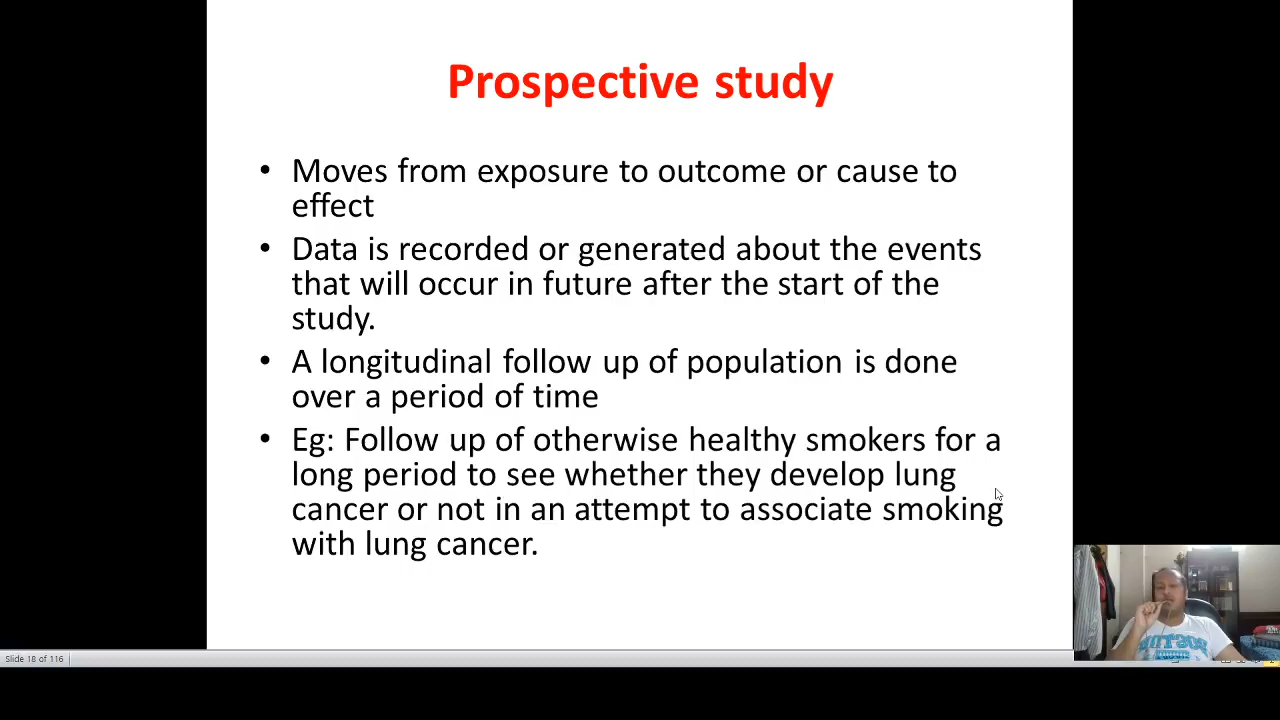 Prospective study
• Moves from exposure to outcome or cause to
effect
• Data is recorded or generated about the events
that will occur in future after the start of the
study.
• A longitudinal follow up of population is done
over a period of time
• Eg: Follow up of otherwise healthy smokers for a
long period to see whether they develop lung
cancer or not in an attempt to associate smoking
with lung cancer.
Slide 18 of 116